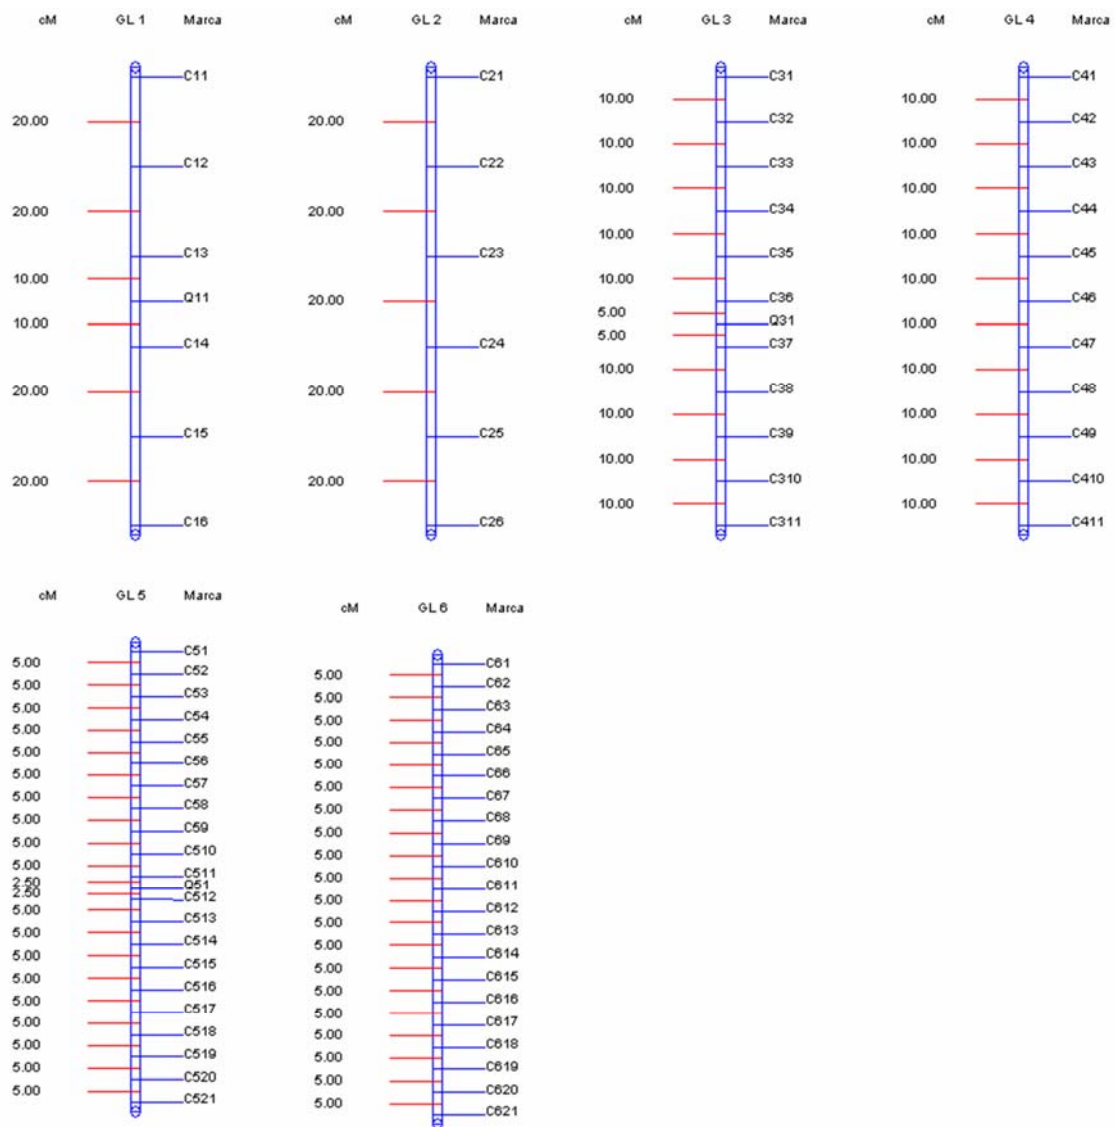 cM GL 1 Marca
C11
20.00
C12
20.00
C13
10.00
Q11
10.00
C14
20.00
C15
20.00
C16
cM GL 2 Marca
C21
20.00
C22
20.00
C23
20.00
C24
20.00
C25
20.00
C26
cM GL 3 Marca
C31
10.00
C32
10.00
C33
10.00
C34
10.00
C35
10.00
C36
5.00
Q31
5.00
C37
10.00
C38
10.00
C39
10.00
C310
10.00
C311
cM GL 4 Marca
C41
10.00
C42
10.00
C43
10.00
C44
10.00
C45
10.00
C46
10.00
C47
10.00
C48
10.00
C49
10.00
C410
10.00
C411
cM GL 5 Marca
C51
5.00
C52
5.00
C53
5.00
C54
5.00
C55
5.00
C56
5.00
C57
5.00
C58
5.00
C59
5.00
C510
5.00
C511
2.50
Q51
2.50
C512
5.00
C513
5.00
C514
5.00
C515
5.00
C516
5.00
C517
5.00
C518
5.00
C519
5.00
C520
5.00
C521
cM GL 6 Marca
C61
5.00
C62
5.00
C63
5.00
C64
5.00
C65
5.00
C66
5.00
C67
5.00
C68
5.00
C69
5.00
C610
5.00
C611
5.00
C612
5.00
C613
5.00
C614
5.00
C615
5.00
C616
5.00
C617
5.00
C618
5.00
C619
5.00
C620
5.00
C621